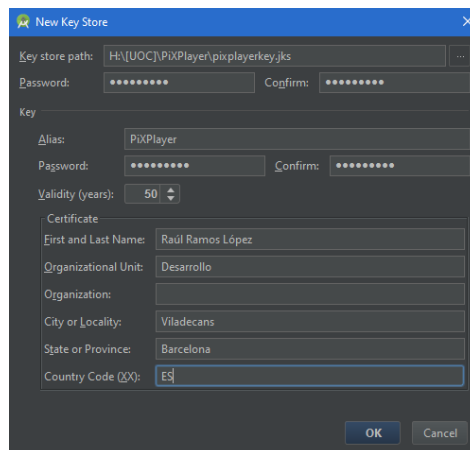 New Key Store
Key store path: H:\[UOC]\PiXPlayer\pixplayerkey.jks ...
Password: ••••••••• Confirm: •••••••••
Key
Alias: PiXPlayer
Password: ••••••••• Confirm: •••••••••
Validity (years): 50
Certificate
First and Last Name: Raúl Ramos López
Organizational Unit: Desarrollo
Organization:
City or Locality: Viladecans
State or Province: Barcelona
Country Code (XX): ES
OK Cancel